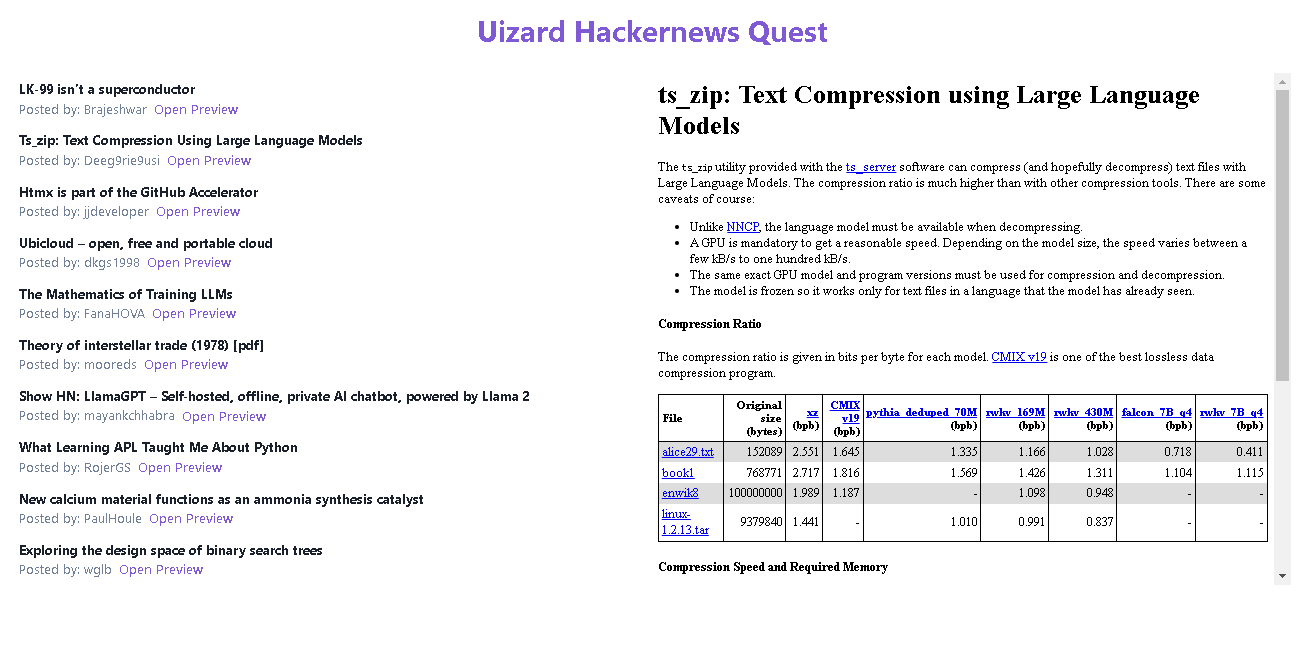 Uizard Hackernews Quest
LK-99 isn't a superconductor
Posted by: Brajeshwar Open Preview
Ts_zip: Text Compression Using Large Language Models
Posted by: Deeg9rie9usi Open Preview
Htmx is part of the GitHub Accelerator
Posted by: jjdeveloper Open Preview
Ubicloud – open, free and portable cloud
Posted by: dkgs1998 Open Preview
The Mathematics of Training LLMs
Posted by: FanaHOVA Open Preview
Theory of interstellar trade (1978) [pdf]
Posted by: mooreds Open Preview
Show HN: LlamaGPT – Self-hosted, offline, private AI chatbot, powered by Llama 2
Posted by: mayankchhabra Open Preview
What Learning APL Taught Me About Python
Posted by: RojerGS Open Preview
New calcium material functions as an ammonia synthesis catalyst
Posted by: PaulHoule Open Preview
Exploring the design space of binary search trees
Posted by: wglb Open Preview
ts_zip: Text Compression using Large Language
Models
The ts_zip utility provided with the ts_server software can compress (and hopefully decompress) text files with
Large Language Models. The compression ratio is much higher than with other compression tools. There are some
caveats of course:
• Unlike NNCP, the language model must be available when decompressing.
• A GPU is mandatory to get a reasonable speed. Depending on the model size, the speed varies between a
few kB/s to one hundred kB/s.
• The same exact GPU model and program versions must be used for compression and decompression.
• The model is frozen so it works only for text files in a language that the model has already seen.
Compression Ratio
The compression ratio is given in bits per byte for each model. CMIX v19 is one of the best lossless data
compression program.
File Original size (bytes) xz (bpb) CMIX v19 (bpb) pythia_deduped_70M (bpb) rwkv_169M (bpb) rwkv_430M (bpb) falcon_7B_q4 (bpb) rwkv_7B_q4 (bpb)
alice29.txt 152089 2.551 1.645 1.335 1.166 1.028 0.718 0.411
book1 768771 2.717 1.816 1.569 1.426 1.311 1.104 1.115
enwik8 100000000 1.989 1.187 - 1.098 0.948 - -
linux-1.2.13.tar 9379840 1.441 - 1.010 0.991 0.837 - -
Compression Speed and Required Memory